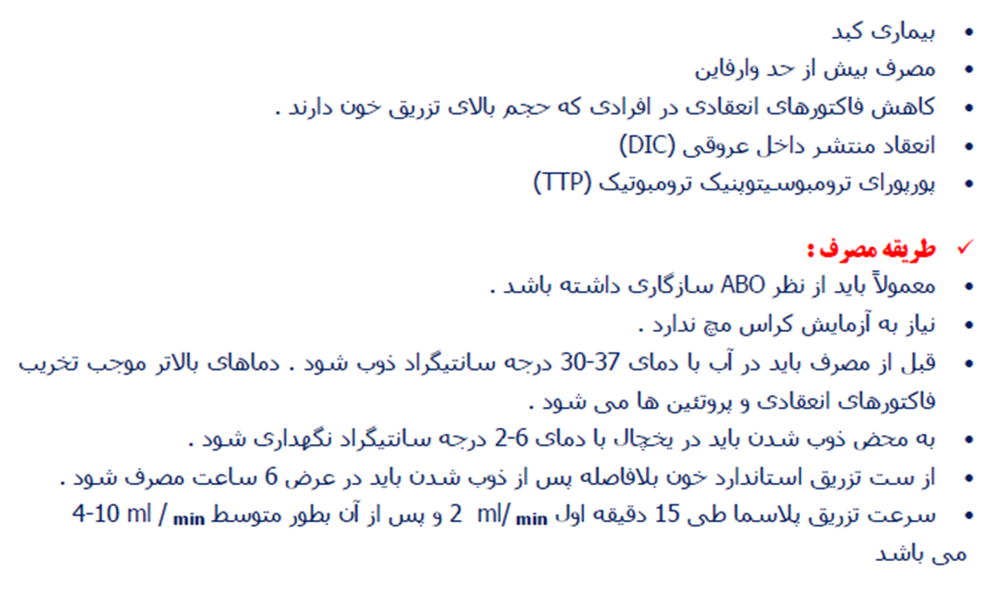 • بیماری کبد
• مصرف بیش از حد وارفاین
• کاهش فاکتورهای انعقادی در افرادی که حجم بالای تزریق خون دارند .
• انعقاد منتشر داخل عروقی (DIC)
• پورپورای ترومبوسیتوپنیک ترومبوتیک (TTP)
✓ طریقه مصرف :
• معمولاً باید از نظر ABO سازگاری داشته باشد .
• نیاز به آزمایش کراس مچ ندارد .
• قبل از مصرف باید در آب با دمای 37-30 درجه سانتیگراد ذوب شود . دماهای بالاتر موجب تخریب
فاکتورهای انعقادی و پروتئین ها می شود .
• به محض ذوب شدن باید در یخچال با دمای 6-2 درجه سانتیگراد نگهداری شود .
• از ست تزریق استاندارد خون بلافاصله پس از ذوب شدن باید در عرض 6 ساعت مصرف شود .
• سرعت تزریق پلاسما طی 15 دقیقه اول 2 ml/ min و پس از آن بطور متوسط 4-10 ml / min
می باشد